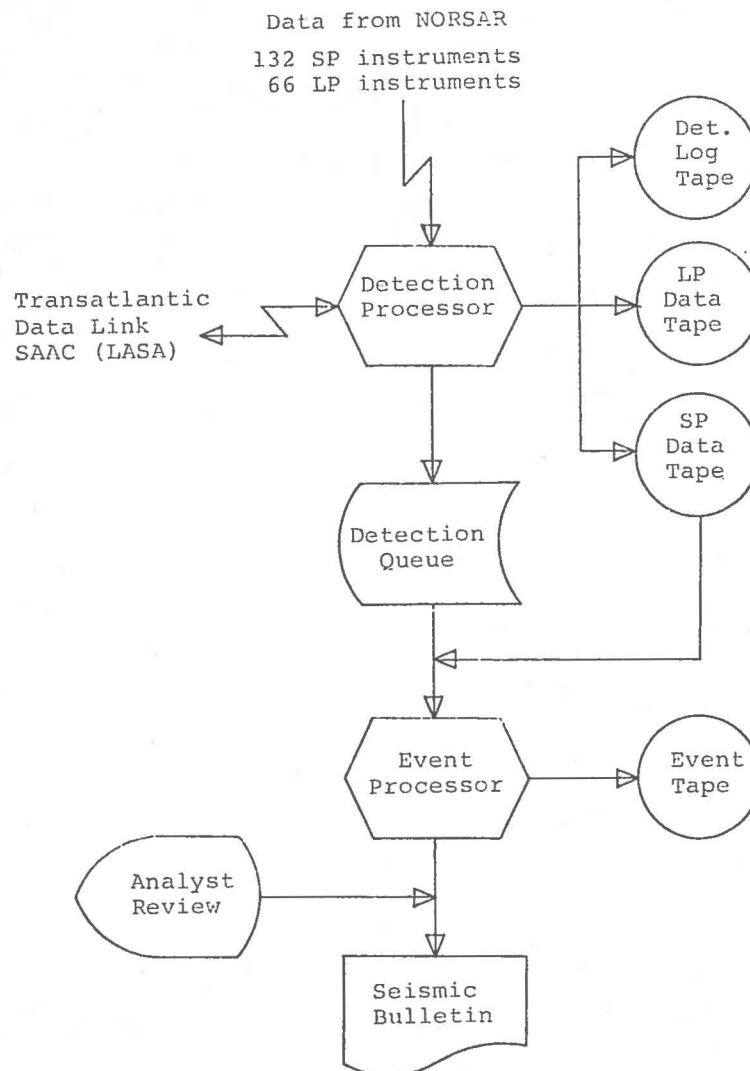 Data from NORSAR
132 SP instruments
66 LP instruments
Det.
Log
Tape
Detection
Processor
LP
Data
Tape
Transatlantic
Data Link
SAAC (LASA)
SP
Data
Tape
Detection
Queue
Event
Processor
Event
Tape
Analyst
Review
Seismic
Bulletin